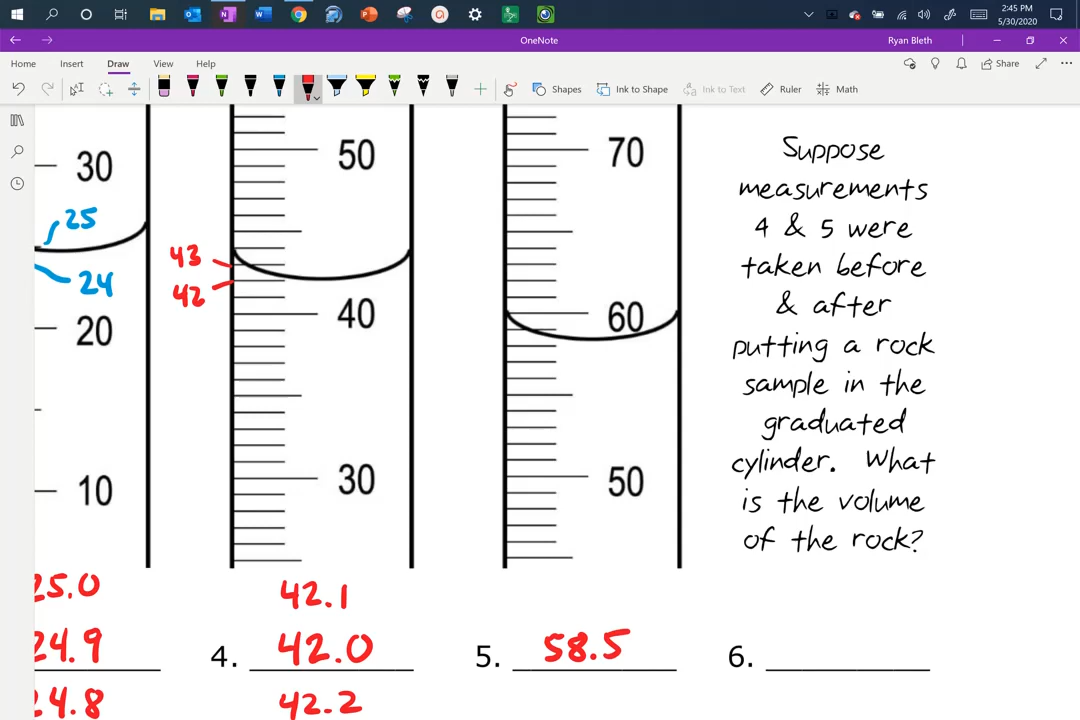 2:45 PM
5/30/2020
OneNote
Ryan Bleth
Home Insert Draw View Help
Share
Shapes Ink to Shape Ink to Text Ruler Math
30
25
24
20
10
50
43
42
40
30
70
60
50
Suppose
measurements
4 & 5 were
taken before
& after
putting a rock
sample in the
graduated
cylinder. What
is the volume
of the rock?
25.0
24.9
24.8
42.1
4. 42.0
42.2
5. 58.5
6.